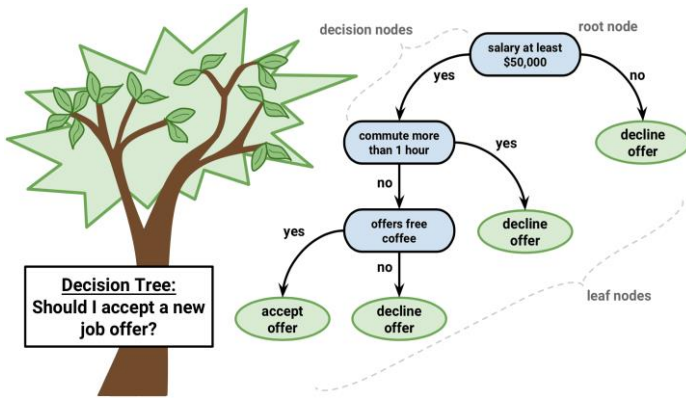 decision nodes
root node
salary at least
$50,000
yes
no
commute more
than 1 hour
yes
decline
offer
no
offers free
coffee
decline
offer
yes
no
accept
offer
decline
offer
leaf nodes
Decision Tree:
Should I accept a new
job offer?